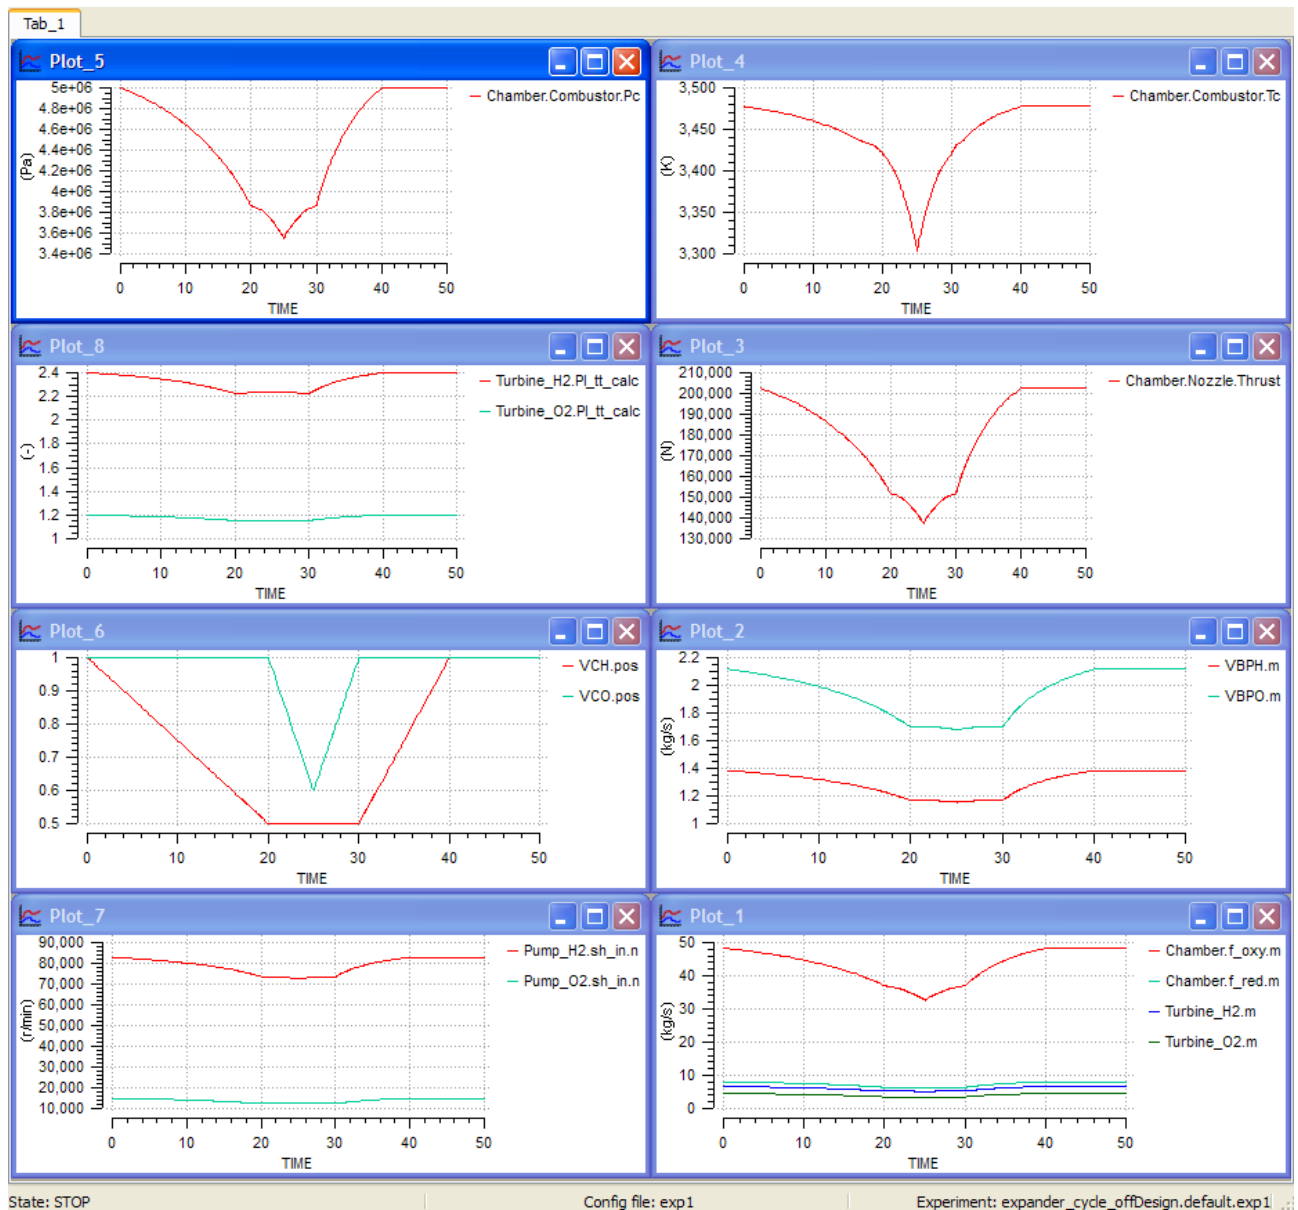 Tab_1
Plot_5
5e+06
4.8e+06
4.6e+06
4.4e+06
4.2e+06
4e+06
3.8e+06
3.6e+06
3.4e+06
(Pa)
0 10 20 30 40 50
TIME
Chamber.Combustor.Pc
Plot_4
3,500
3,450
3,400
3,350
3,300
(K)
0 10 20 30 40 50
TIME
Chamber.Combustor.Tc
Plot_8
2.4
2.2
2
1.8
1.6
1.4
1.2
1
(-)
0 10 20 30 40 50
TIME
Turbine_H2.PI_tt_calc
Turbine_O2.PI_tt_calc
Plot_3
210,000
200,000
190,000
180,000
170,000
160,000
150,000
140,000
130,000
(N)
0 10 20 30 40 50
TIME
Chamber.Nozzle.Thrust
Plot_6
1
0.9
0.8
0.7
0.6
0.5
0 10 20 30 40 50
TIME
VCH.pos
VCO.pos
Plot_2
2.2
2
1.8
1.6
1.4
1.2
1
(kg/s)
0 10 20 30 40 50
TIME
VBPH.m
VBPO.m
Plot_7
90,000
80,000
70,000
60,000
50,000
40,000
30,000
20,000
10,000
(r/min)
0 10 20 30 40 50
TIME
Pump_H2.sh_in.n
Pump_O2.sh_in.n
Plot_1
50
40
30
20
10
0
(kg/s)
0 10 20 30 40 50
TIME
Chamber.f_oxy.m
Chamber.f_red.m
Turbine_H2.m
Turbine_O2.m
State: STOP
Config file: exp1
Experiment: expander_cycle_offDesign.default.exp1